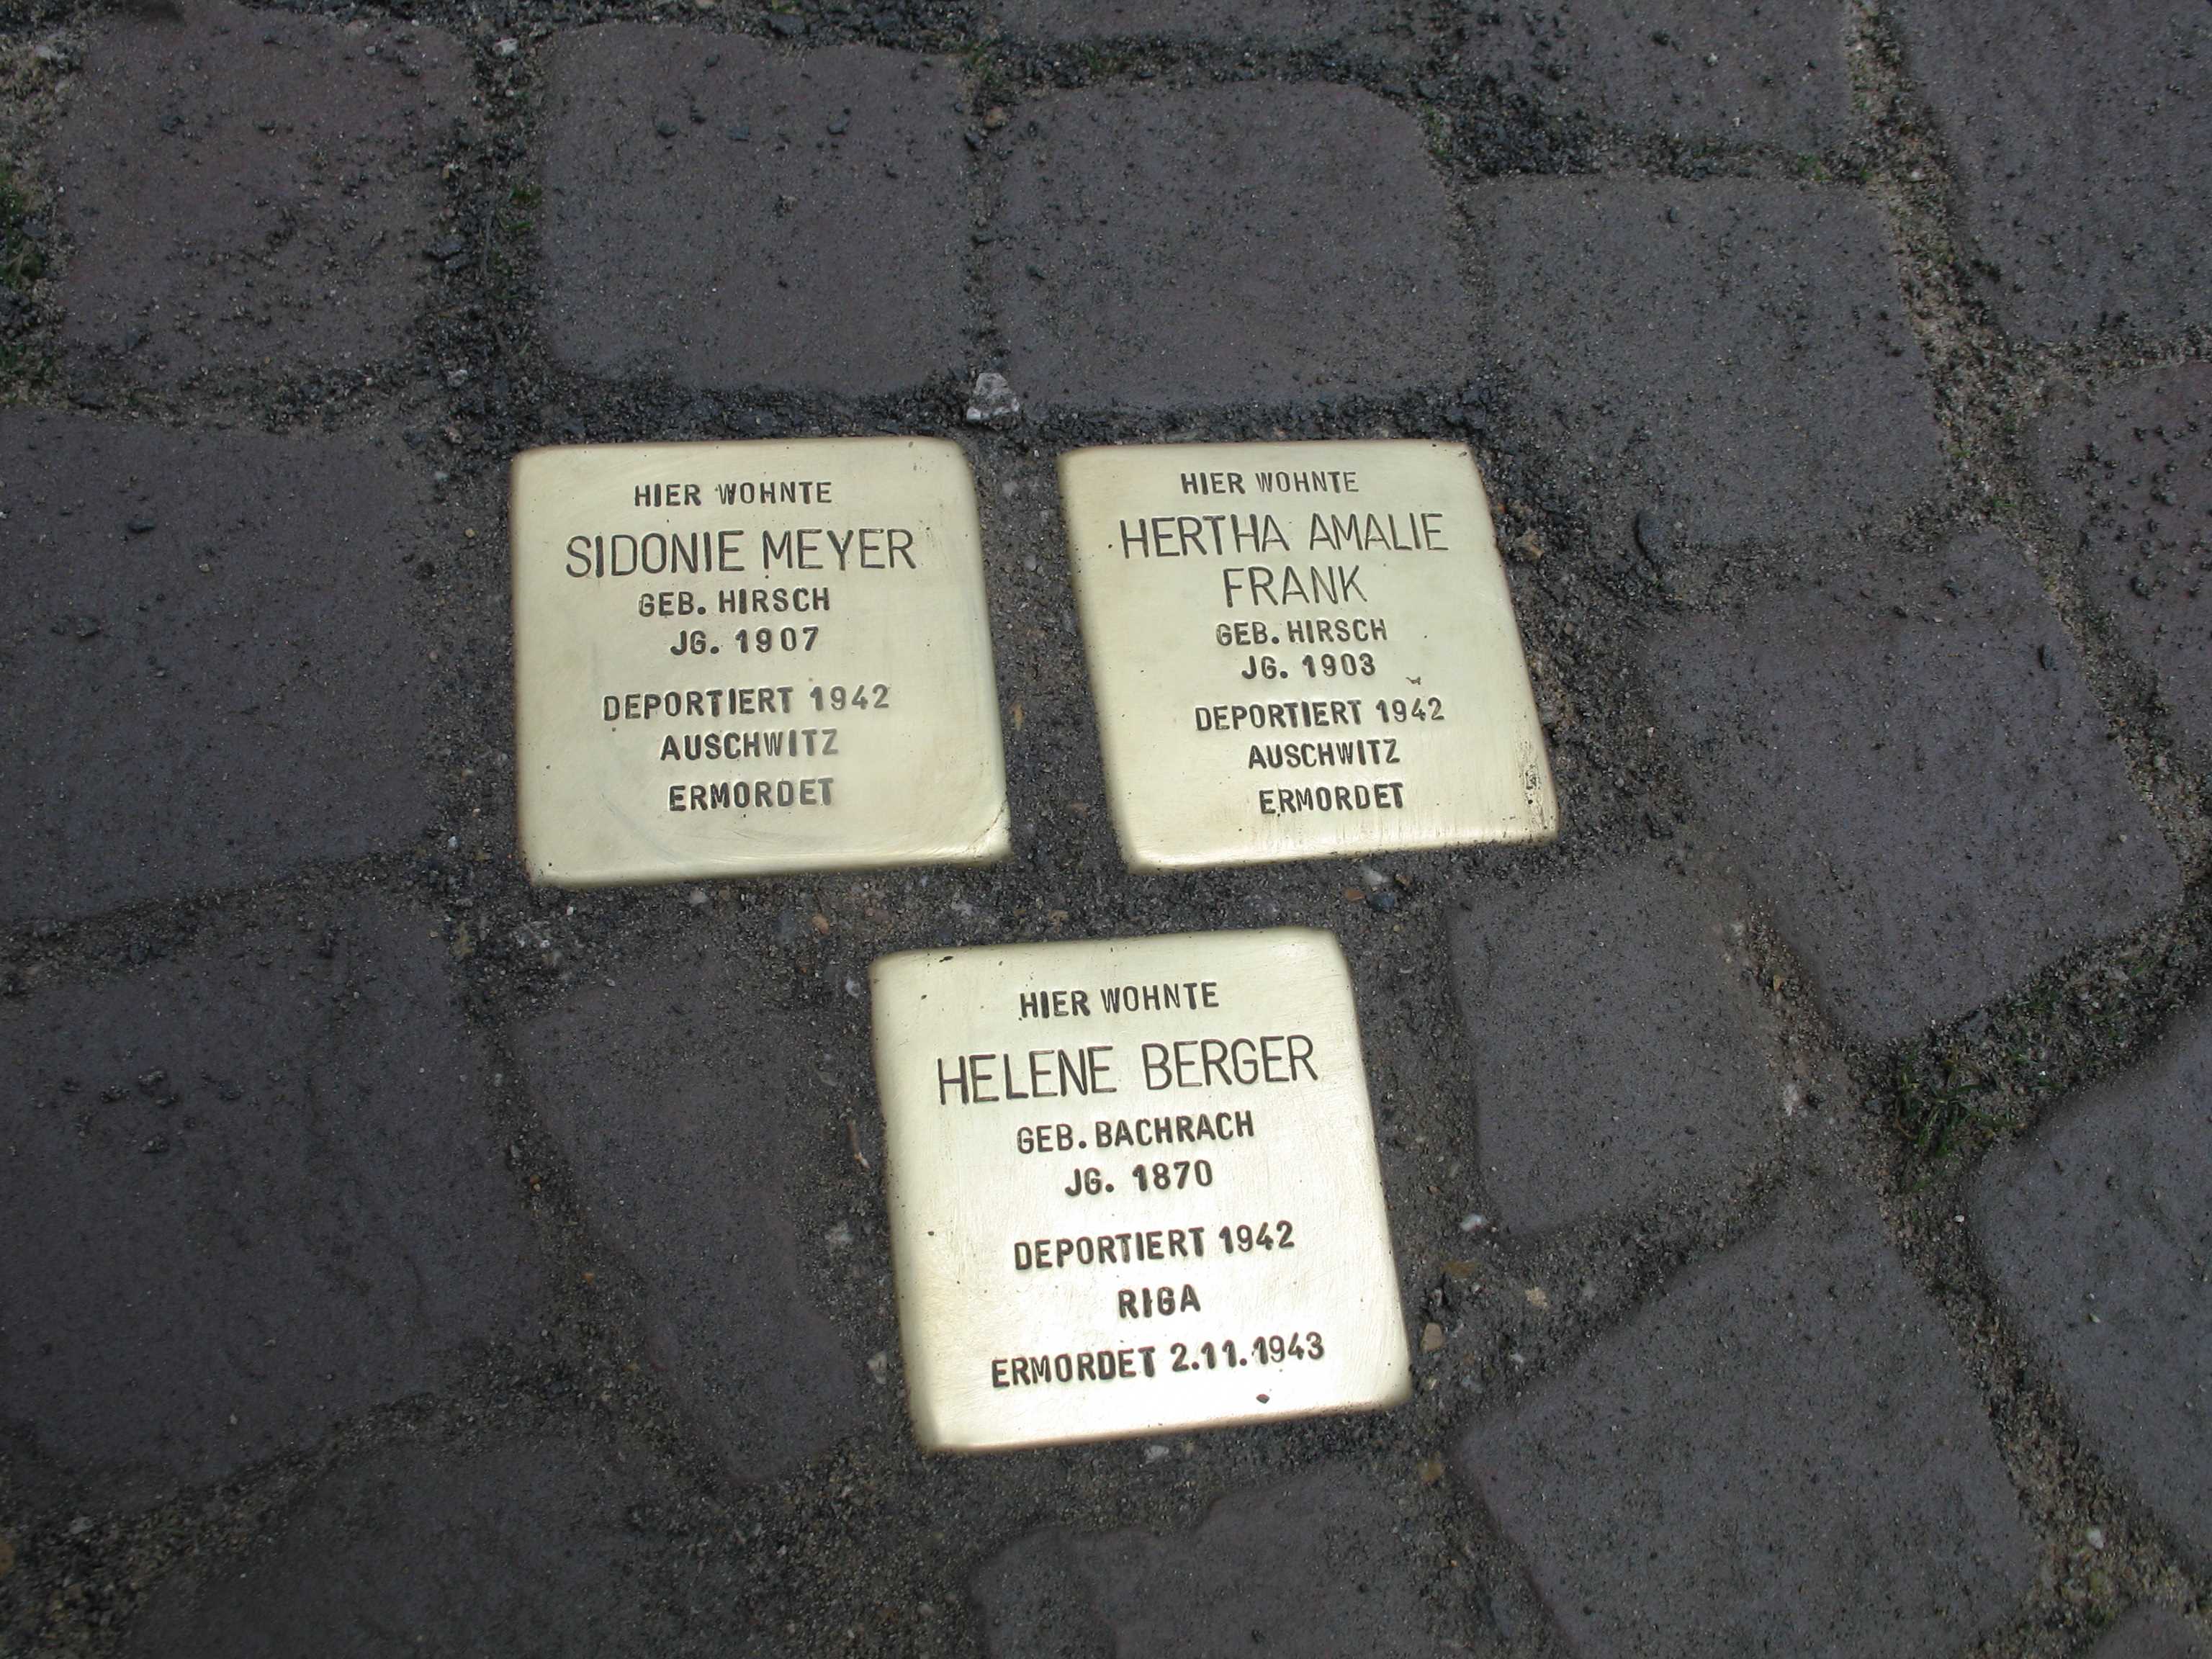 HIER WOHNTE
SIDONIE MEYER
GEB. HIRSCH
JG. 1907
DEPORTIERT 1942
AUSCHWITZ
ERMORDET
HIER WOHNTE
HERTHA AMALIE
FRANK
GEB. HIRSCH
JG. 1903
DEPORTIERT 1942
AUSCHWITZ
ERMORDET
HIER WOHNTE
HELENE BERGER
GEB. BACHRACH
JG. 1870
DEPORTIERT 1942
RIGA
ERMORDET 2.11.1943